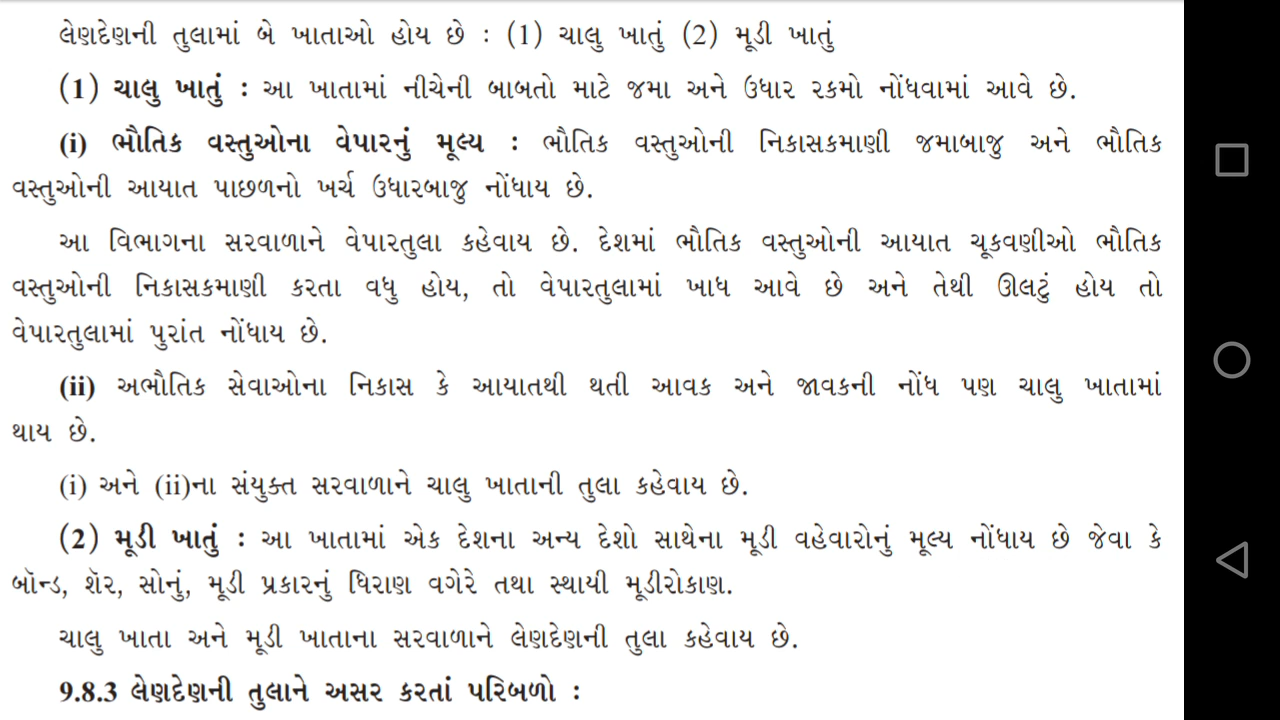 લેણદેણની તુલામાં બે ખાતાઓ હોય છે : (1) ચાલુ ખાતું (2) મૂડી ખાતું
(1) ચાલુ ખાતું : આ ખાતામાં નીચેની બાબતો માટે જમા અને ઉધાર રકમો નોંધવામાં આવે છે.
(i) ભૌતિક વસ્તુઓના વેપારનું મૂલ્ય : ભૌતિક વસ્તુઓની નિકાસકમાણી જમાબાજુ અને ભૌતિક
વસ્તુઓની આયાત પાછળનો ખર્ચ ઉધારબાજુ નોંધાય છે.
આ વિભાગના સરવાળાને વેપારતુલા કહેવાય છે. દેશમાં ભૌતિક વસ્તુઓની આયાત ચૂકવણીઓ ભૌતિક
વસ્તુઓની નિકાસકમાણી કરતા વધુ હોય, તો વેપારતુલામાં ખાધ આવે છે અને તેથી ઊલટું હોય તો
વેપારતુલામાં પુરાંત નોંધાય છે.
(ii) અભૌતિક સેવાઓના નિકાસ કે આયાતથી થતી આવક અને જાવકની નોંધ પણ ચાલુ ખાતામાં
થાય છે.
(i) અને (ii)ના સંયુક્ત સરવાળાને ચાલુ ખાતાની તુલા કહેવાય છે.
(2) મૂડી ખાતું : આ ખાતામાં એક દેશના અન્ય દેશો સાથેના મૂડી વહેવારોનું મૂલ્ય નોંધાય છે જેવા કે
બૉન્ડ, શૅર, સોનું, મૂડી પ્રકારનું ધિરાણ વગેરે તથા સ્થાયી મૂડીરોકાણ.
ચાલુ ખાતા અને મૂડી ખાતાના સરવાળાને લેણદેણની તુલા કહેવાય છે.
9.8.3 લેણદેણની તુલાને અસર કરતાં પરિબળો :